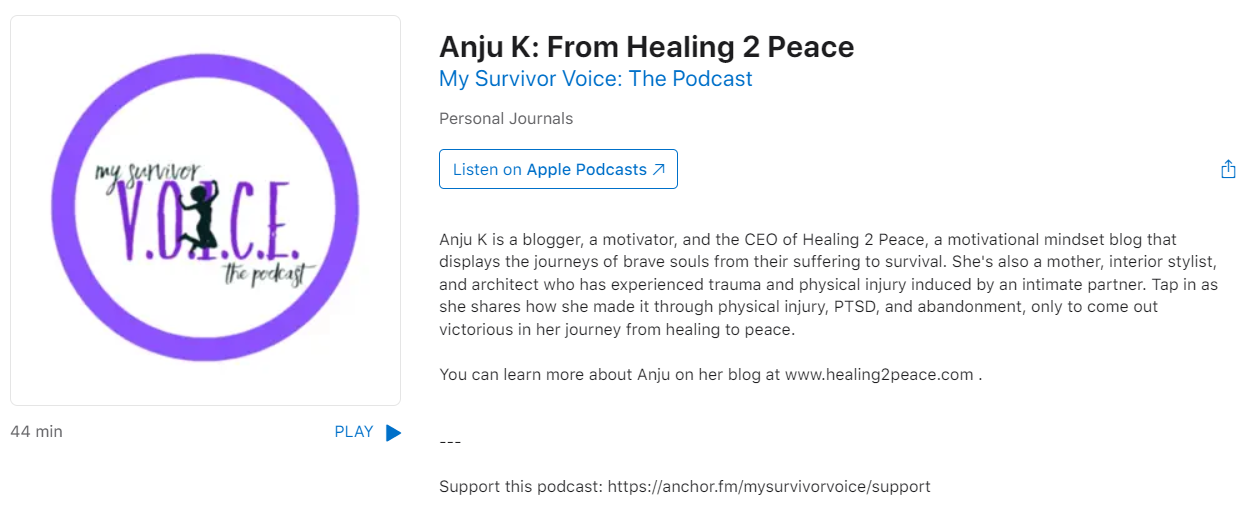 my survivor
V.O.I.C.E.
the podcast
44 min
PLAY
Anju K: From Healing 2 Peace
My Survivor Voice: The Podcast
Personal Journals
Listen on Apple Podcasts ↗
Anju K is a blogger, a motivator, and the CEO of Healing 2 Peace, a motivational mindset blog that
displays the journeys of brave souls from their suffering to survival. She's also a mother, interior stylist,
and architect who has experienced trauma and physical injury induced by an intimate partner. Tap in as
she shares how she made it through physical injury, PTSD, and abandonment, only to come out
victorious in her journey from healing to peace.
You can learn more about Anju on her blog at www.healing2peace.com .
---
Support this podcast: https://anchor.fm/mysurvivorvoice/support